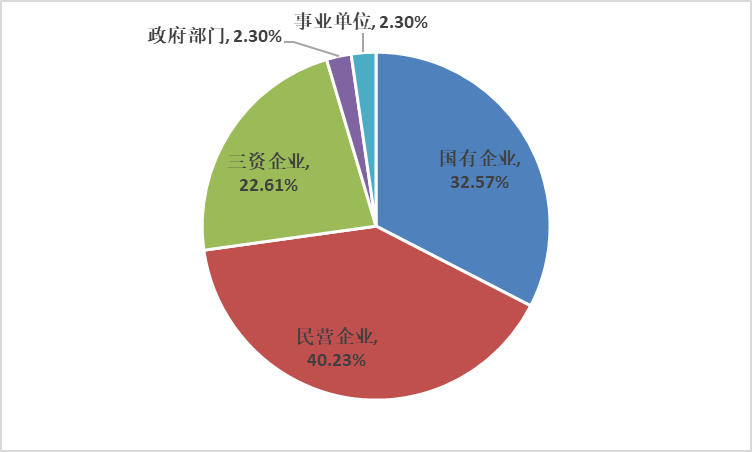 事业单位, 2.30%
政府部门, 2.30%
三资企业,
22.61%
国有企业,
32.57%
民营企业,
40.23%